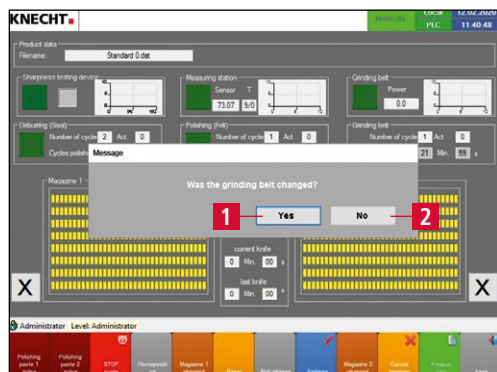 KNECHT
MANUAL
Local
PLC
12.02.2020
11:40:48
Product data
Filename: Standard 0.dat
Sharpness testing device
Measuring station
Sensor T
73.07 9/0
Grinding belt
Power
0.0
Deburring (Sisal)
Number of cycle 2 Act. 0
Cycles polish
Polishing (Felt)
Number of cycle 1 Act. 0
Grinding belt
Number of cycle 1 Act. 0
21 Min. 59 s
Message
Was the grinding belt changed?
1 Yes No 2
Magazine 1
current knife
0 Min. 00 s
last knife
0 Min. 00
X X
Administrator Level: Administrator
Polishing paste 1
Polishing paste 2
STOP
Magazine 1
Settings
Magazine 2
Cancel